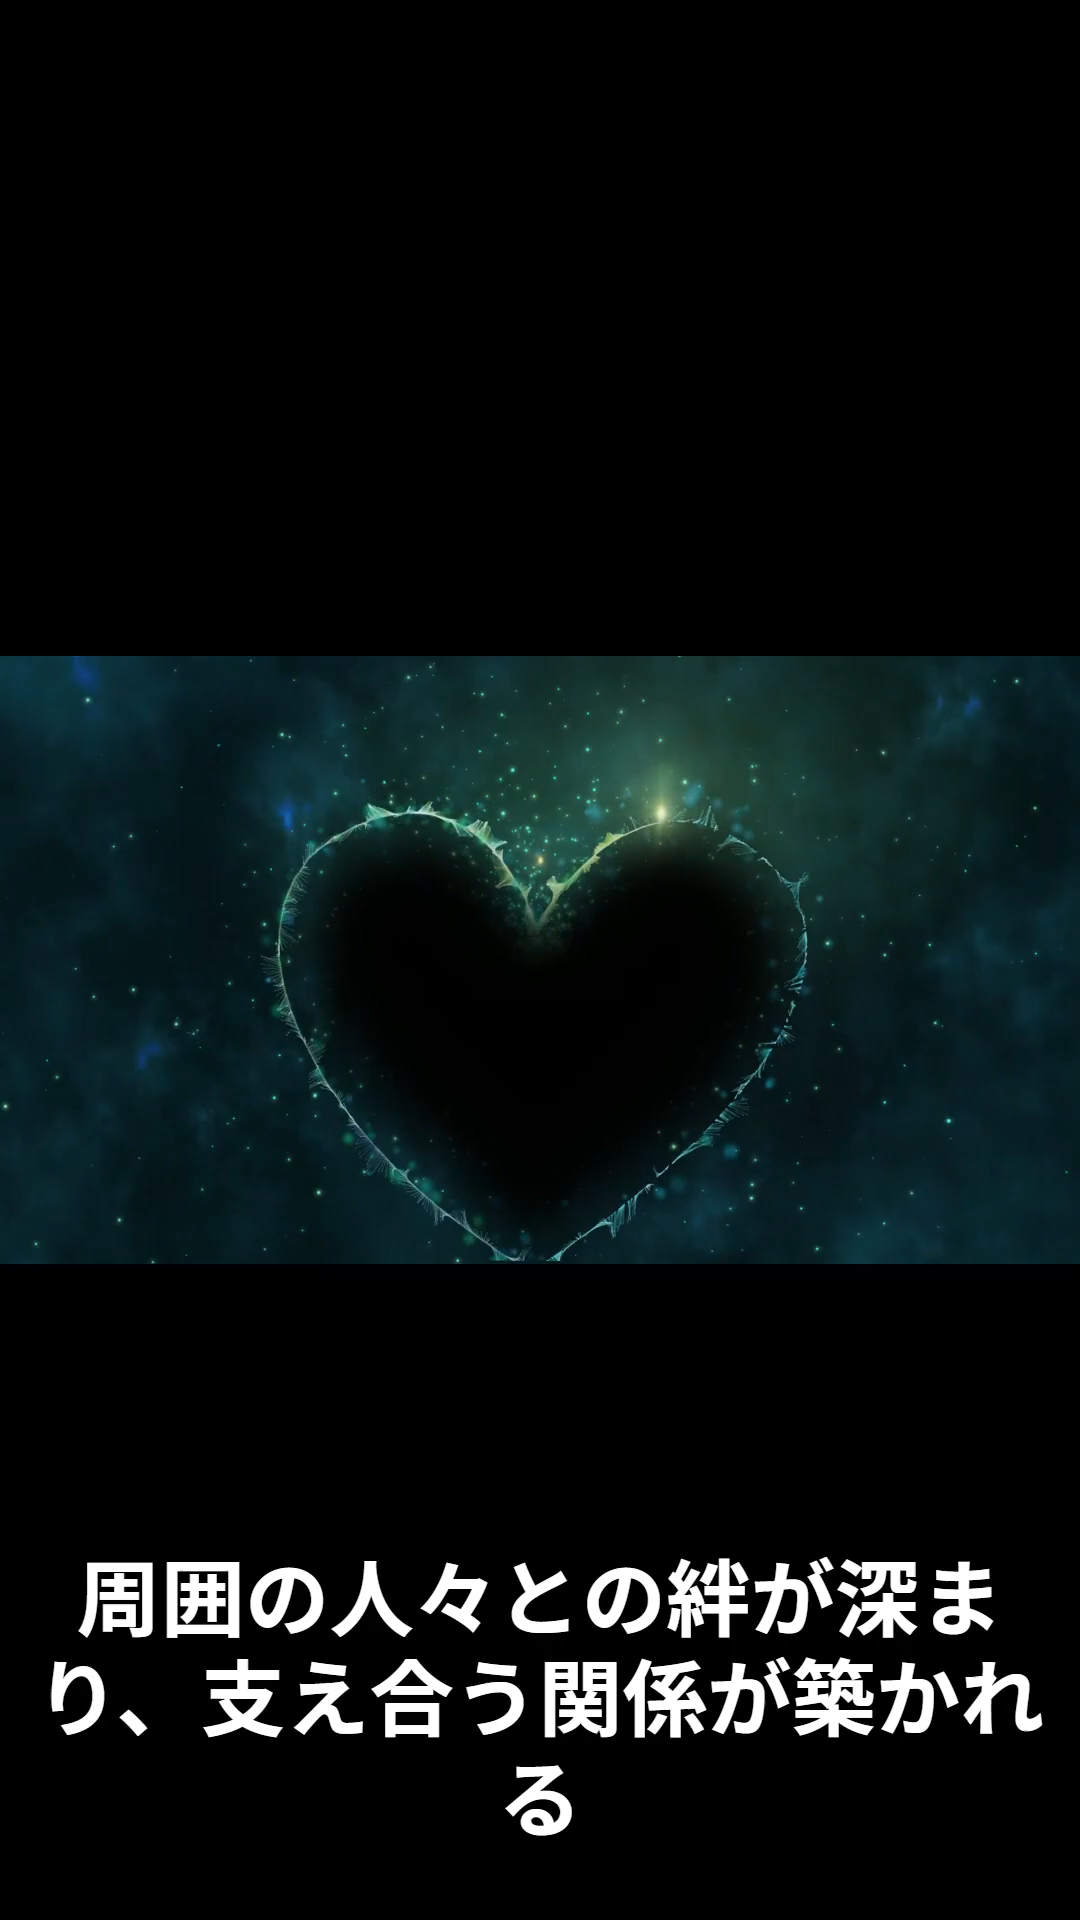 周囲の人々との絆が深ま
り、支え合う関係が築かれ
る